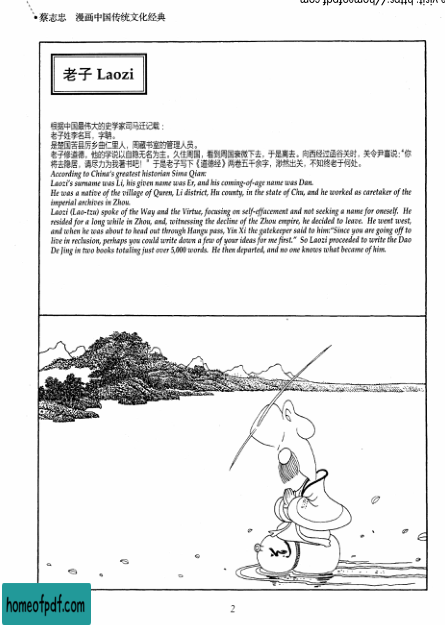 • 蔡志忠 漫画中国传统文化经典
老子 Laozi
根据中国最伟大的史学家司马迁记载：
老子姓李名耳，字聃。
是楚国苦县厉乡曲仁里人，周藏书室的管理人员。
老子修道德，他的学说以自隐无名为主，久住周国，看到周国衰微下去，于是离去。向西经过函谷关时，关令尹喜说：“你
将去隐居，请尽力为我著书吧！”于是老子写下《道德经》两卷五千余字，涉然出关，不知终老于何处。
According to China's greatest historian Sima Qian:
Laozi's surname was Li, his given name was Er, and his coming-of-age name was Dan.
He was a native of the village of Quren, Li district, Hu county, in the state of Chu, and he worked as caretaker of the
imperial archives in Zhou.
Laozi (Lao-tzu) spoke of the Way and the Virtue, focusing on self-effacement and not seeking a name for oneself. He
resided for a long while in Zhou, and, witnessing the decline of the Zhou empire, he decided to leave. He went west,
and when he was about to head out through Hangu pass, Yin Xi the gatekeeper said to him:“Since you are going off to
live in reclusion, perhaps you could write down a few of your ideas for me first.” So Laozi proceeded to write the Dao
De Jing in two books totaling just over 5,000 words. He then departed, and no one knows what became of him.
2
homeofpdf.com